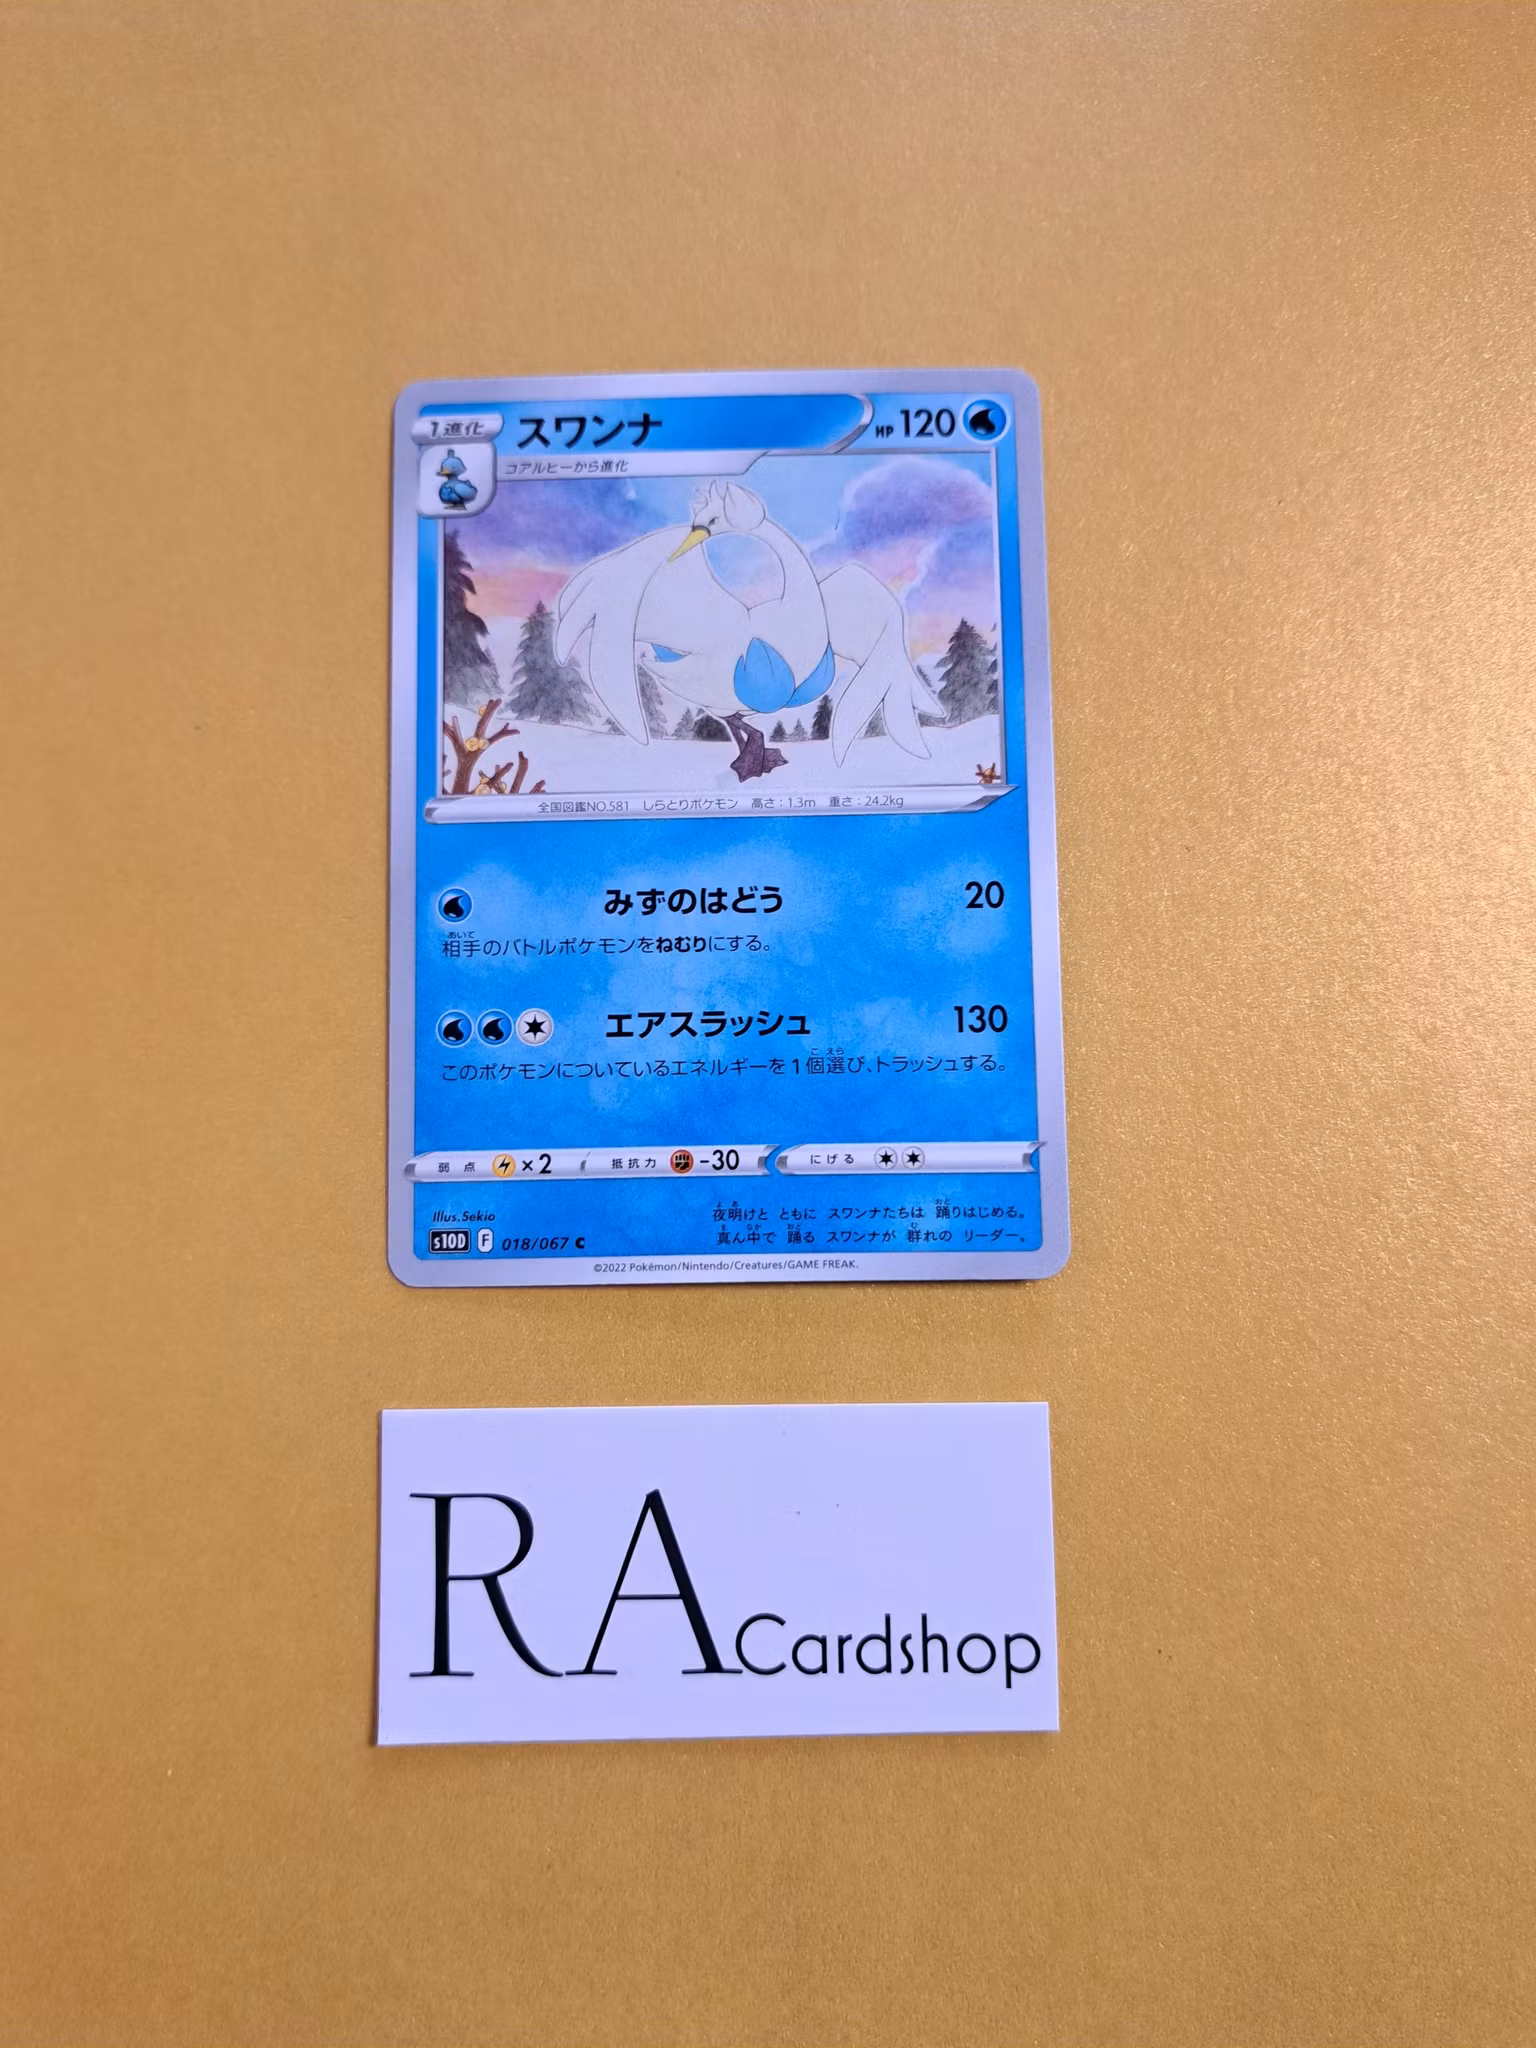 1進化 スワンナ HP 120
コアルヒーから進化
全国図鑑NO.581 しらとりポケモン 高さ：1.3m 重さ：24.2kg
みずのはどう 20
相手のバトルポケモンをねむりにする。
エアスラッシュ 130
このポケモンについているエネルギーを1個選び、トラッシュする。
弱点 ×2 抵抗力 -30 にげる
Illus.Sekio
夜明けと ともに スワンナたちは 踊りはじめる。
真ん中で 踊る スワンナが 群れの リーダー。
s10D F 018/067 C
©2022 Pokémon/Nintendo/Creatures/GAME FREAK.
RA Cardshop